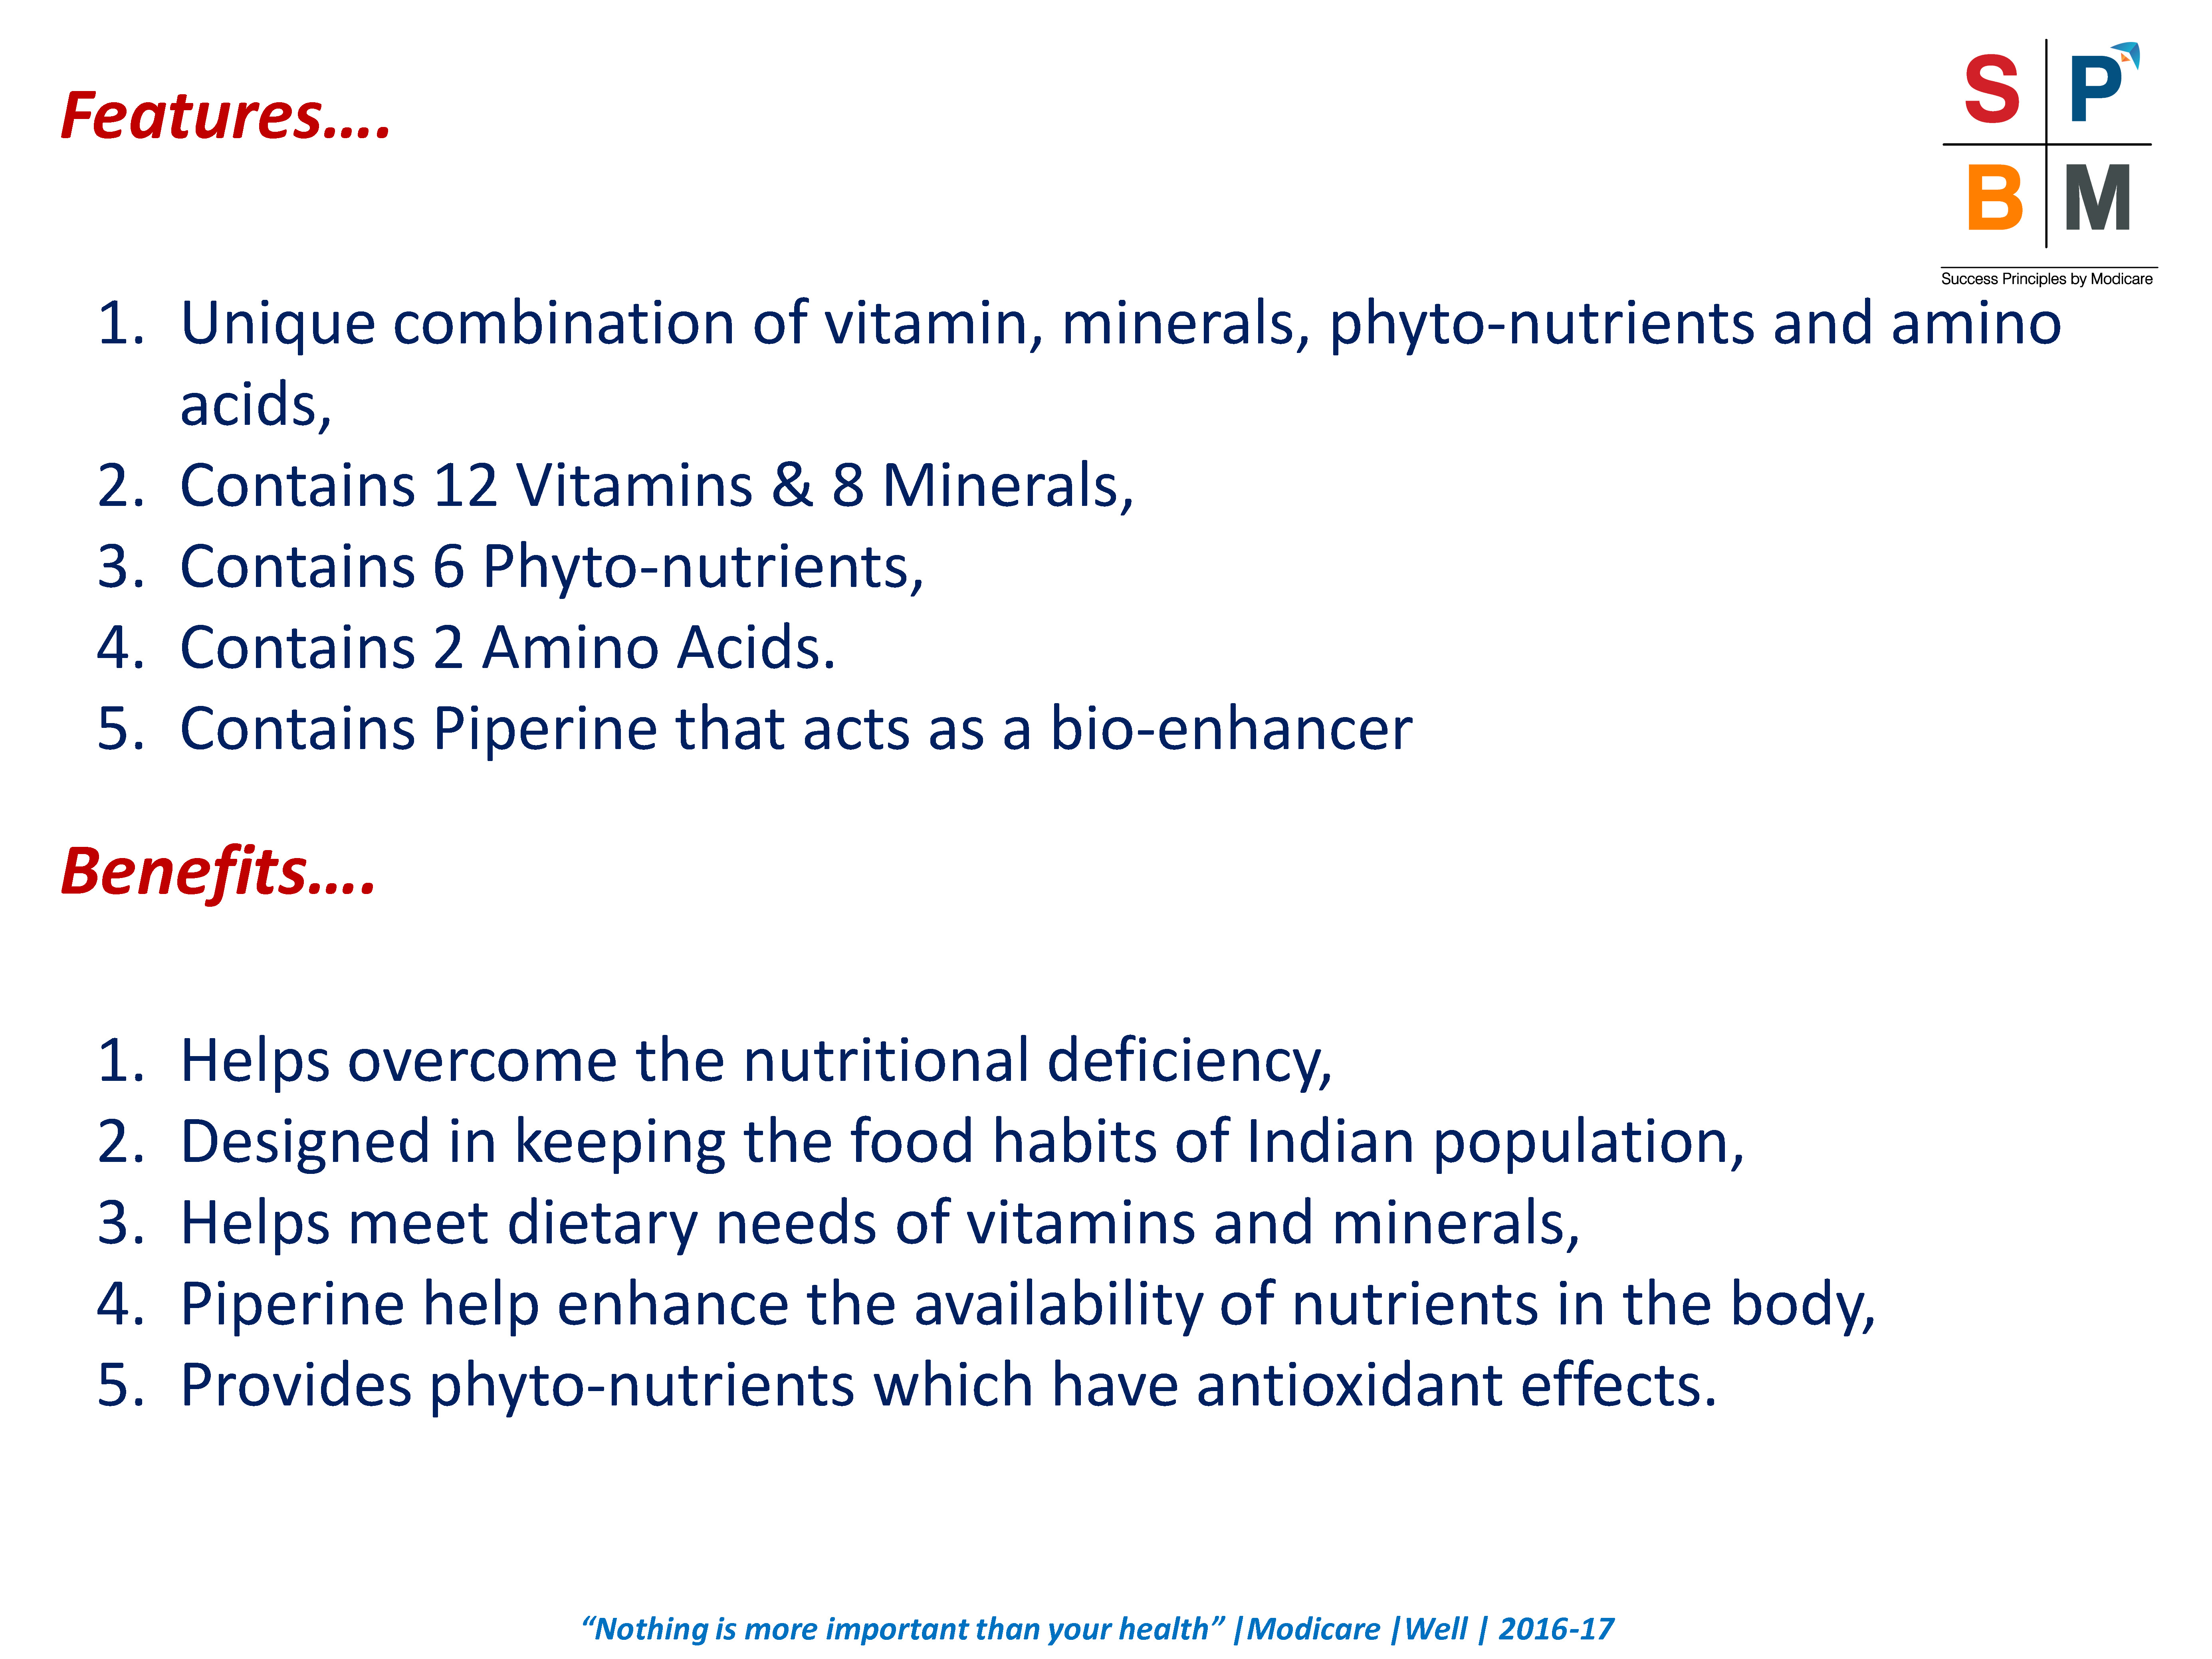 Features….
S P
B M
Success Principles by Modicare
1. Unique combination of vitamin, minerals, phyto-nutrients and amino
acids,
2. Contains 12 Vitamins & 8 Minerals,
3. Contains 6 Phyto-nutrients,
4. Contains 2 Amino Acids.
5. Contains Piperine that acts as a bio-enhancer
Benefits….
1. Helps overcome the nutritional deficiency,
2. Designed in keeping the food habits of Indian population,
3. Helps meet dietary needs of vitamins and minerals,
4. Piperine help enhance the availability of nutrients in the body,
5. Provides phyto-nutrients which have antioxidant effects.
“Nothing is more important than your health” |Modicare |Well | 2016-17